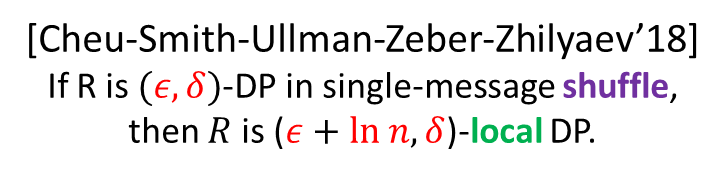 [Cheu-Smith-Ullman-Zeber-Zhilyaev’18]
If R is (ϵ, δ)-DP in single-message shuffle,
then R is (ϵ + ln n, δ)-local DP.